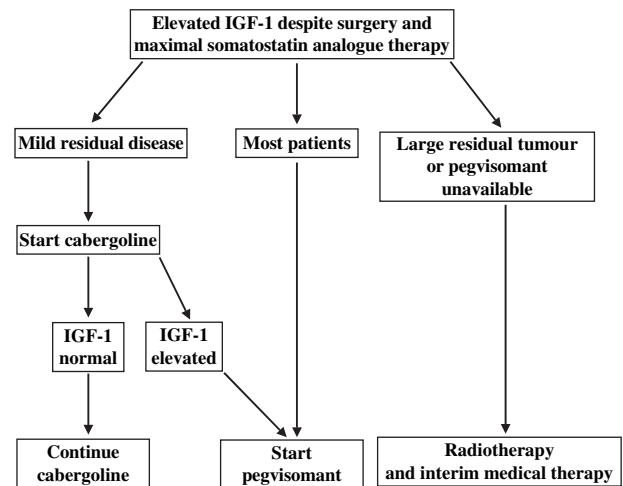 Elevated IGF-1 despite surgery and
maximal somatostatin analogue therapy
Mild residual disease
Most patients
Large residual tumour
or pegvisomant
unavailable
Start cabergoline
IGF-1
normal
IGF-1
elevated
Continue
cabergoline
Start
pegvisomant
Radiotherapy
and interim medical therapy